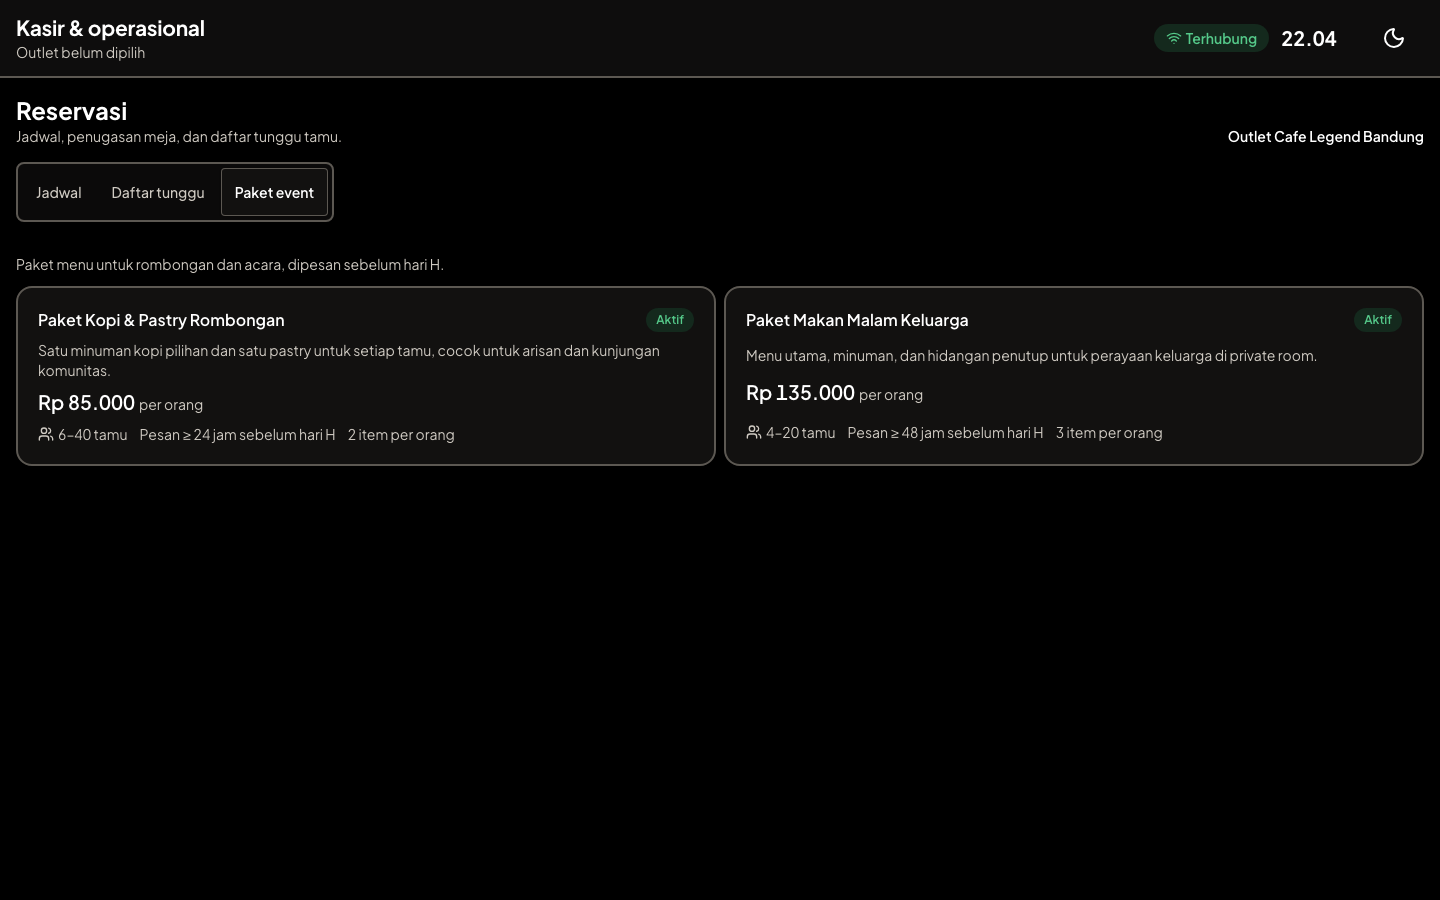 Kasir & operasional
Outlet belum dipilih
Terhubung
22.04
Reservasi
Jadwal, penugasan meja, dan daftar tunggu tamu.
Outlet Cafe Legend Bandung
Jadwal
Daftar tunggu
Paket event
Paket menu untuk rombongan dan acara, dipesan sebelum hari H.
Paket Kopi & Pastry Rombongan
Aktif
Satu minuman kopi pilihan dan satu pastry untuk setiap tamu, cocok untuk arisan dan kunjungan
komunitas.
Rp 85.000 per orang
6–40 tamu Pesan ≥ 24 jam sebelum hari H 2 item per orang
Paket Makan Malam Keluarga
Aktif
Menu utama, minuman, dan hidangan penutup untuk perayaan keluarga di private room.
Rp 135.000 per orang
4–20 tamu Pesan ≥ 48 jam sebelum hari H 3 item per orang